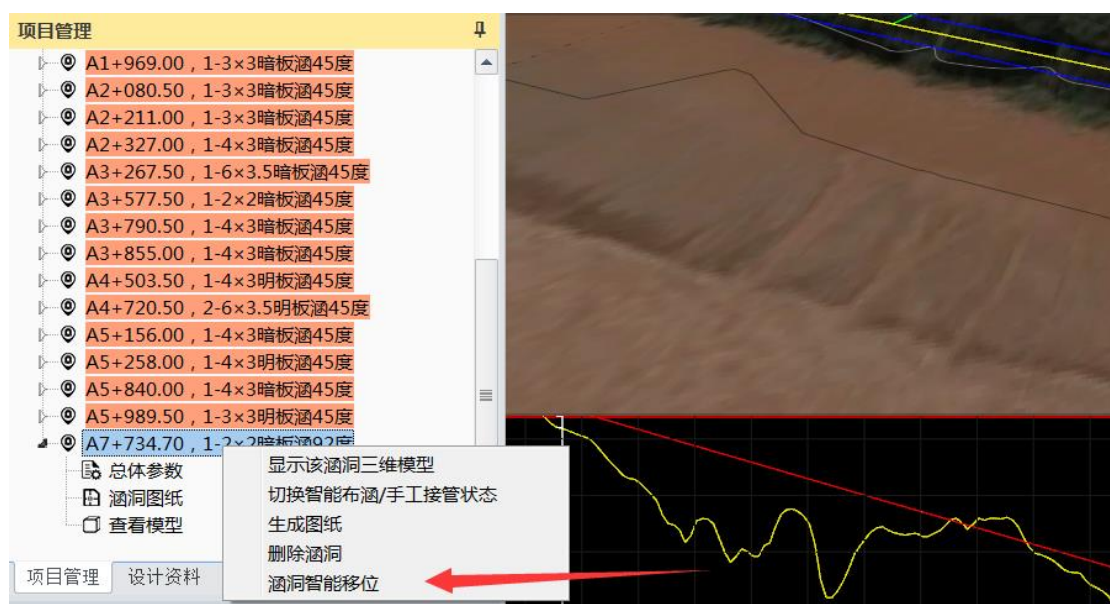 项目管理
A1+969.00，1-3×3暗板涵45度
A2+080.50，1-3×3暗板涵45度
A2+211.00，1-3×3暗板涵45度
A2+327.00，1-4×3暗板涵45度
A3+267.50，1-6×3.5暗板涵45度
A3+577.50，1-2×2暗板涵45度
A3+790.50，1-4×3暗板涵45度
A3+855.00，1-4×3暗板涵45度
A4+503.50，1-4×3明板涵45度
A4+720.50，2-6×3.5明板涵45度
A5+156.00，1-4×3暗板涵45度
A5+258.00，1-4×3明板涵45度
A5+840.00，1-4×3暗板涵45度
A5+989.50，1-3×3明板涵45度
A7+734.70，1-2×2暗板涵92度
总体参数
涵洞图纸
查看模型
显示该涵洞三维模型
切换智能布涵/手工接管状态
生成图纸
删除涵洞
涵洞智能移位
项目管理 设计资料